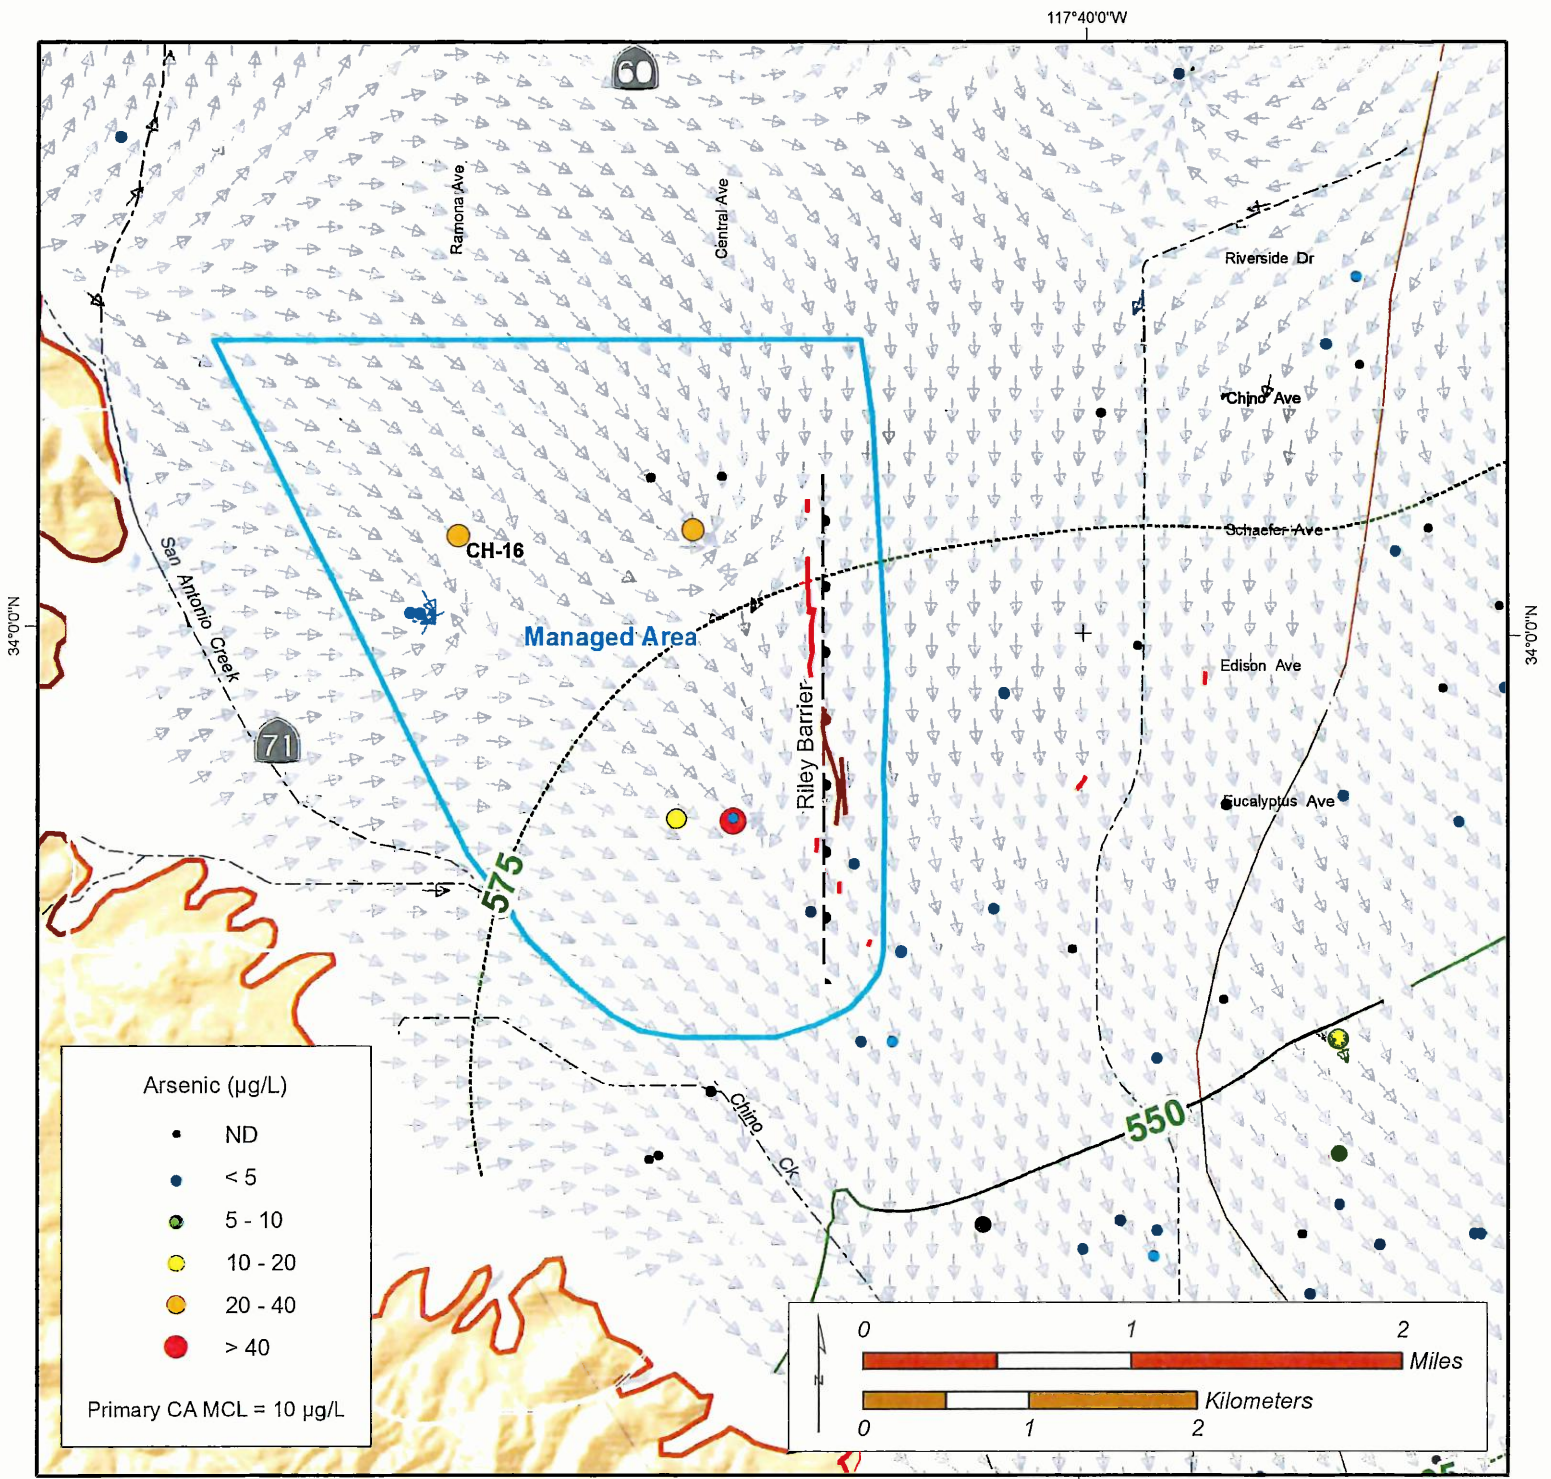 117°40'0"W
60
Ramona Ave
Central Ave
Riverside Dr
Chino Ave
CH-16
Schaefer Ave
San Antonio Creek
34°0'0"N
34°0'0"N
Managed Area
Edison Ave
Riley Barrier
71
Eucalyptus Ave
575
Chino Ck
550
Arsenic (µg/L)
ND
< 5
5 - 10
10 - 20
20 - 40
> 40
Primary CA MCL = 10 µg/L
0 1 2
Miles
N
Kilometers
0 1 2